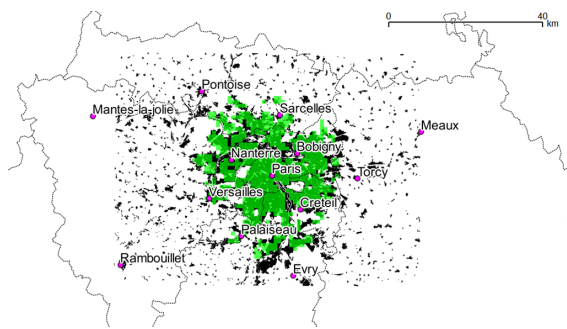 0 40
km
Pontoise
Mantes-la-jolie
Sarcelles
Meaux
Nanterre
Bobigny
Paris
Torcy
Versailles
Creteil
Palaiseau
Rambouillet
Evry